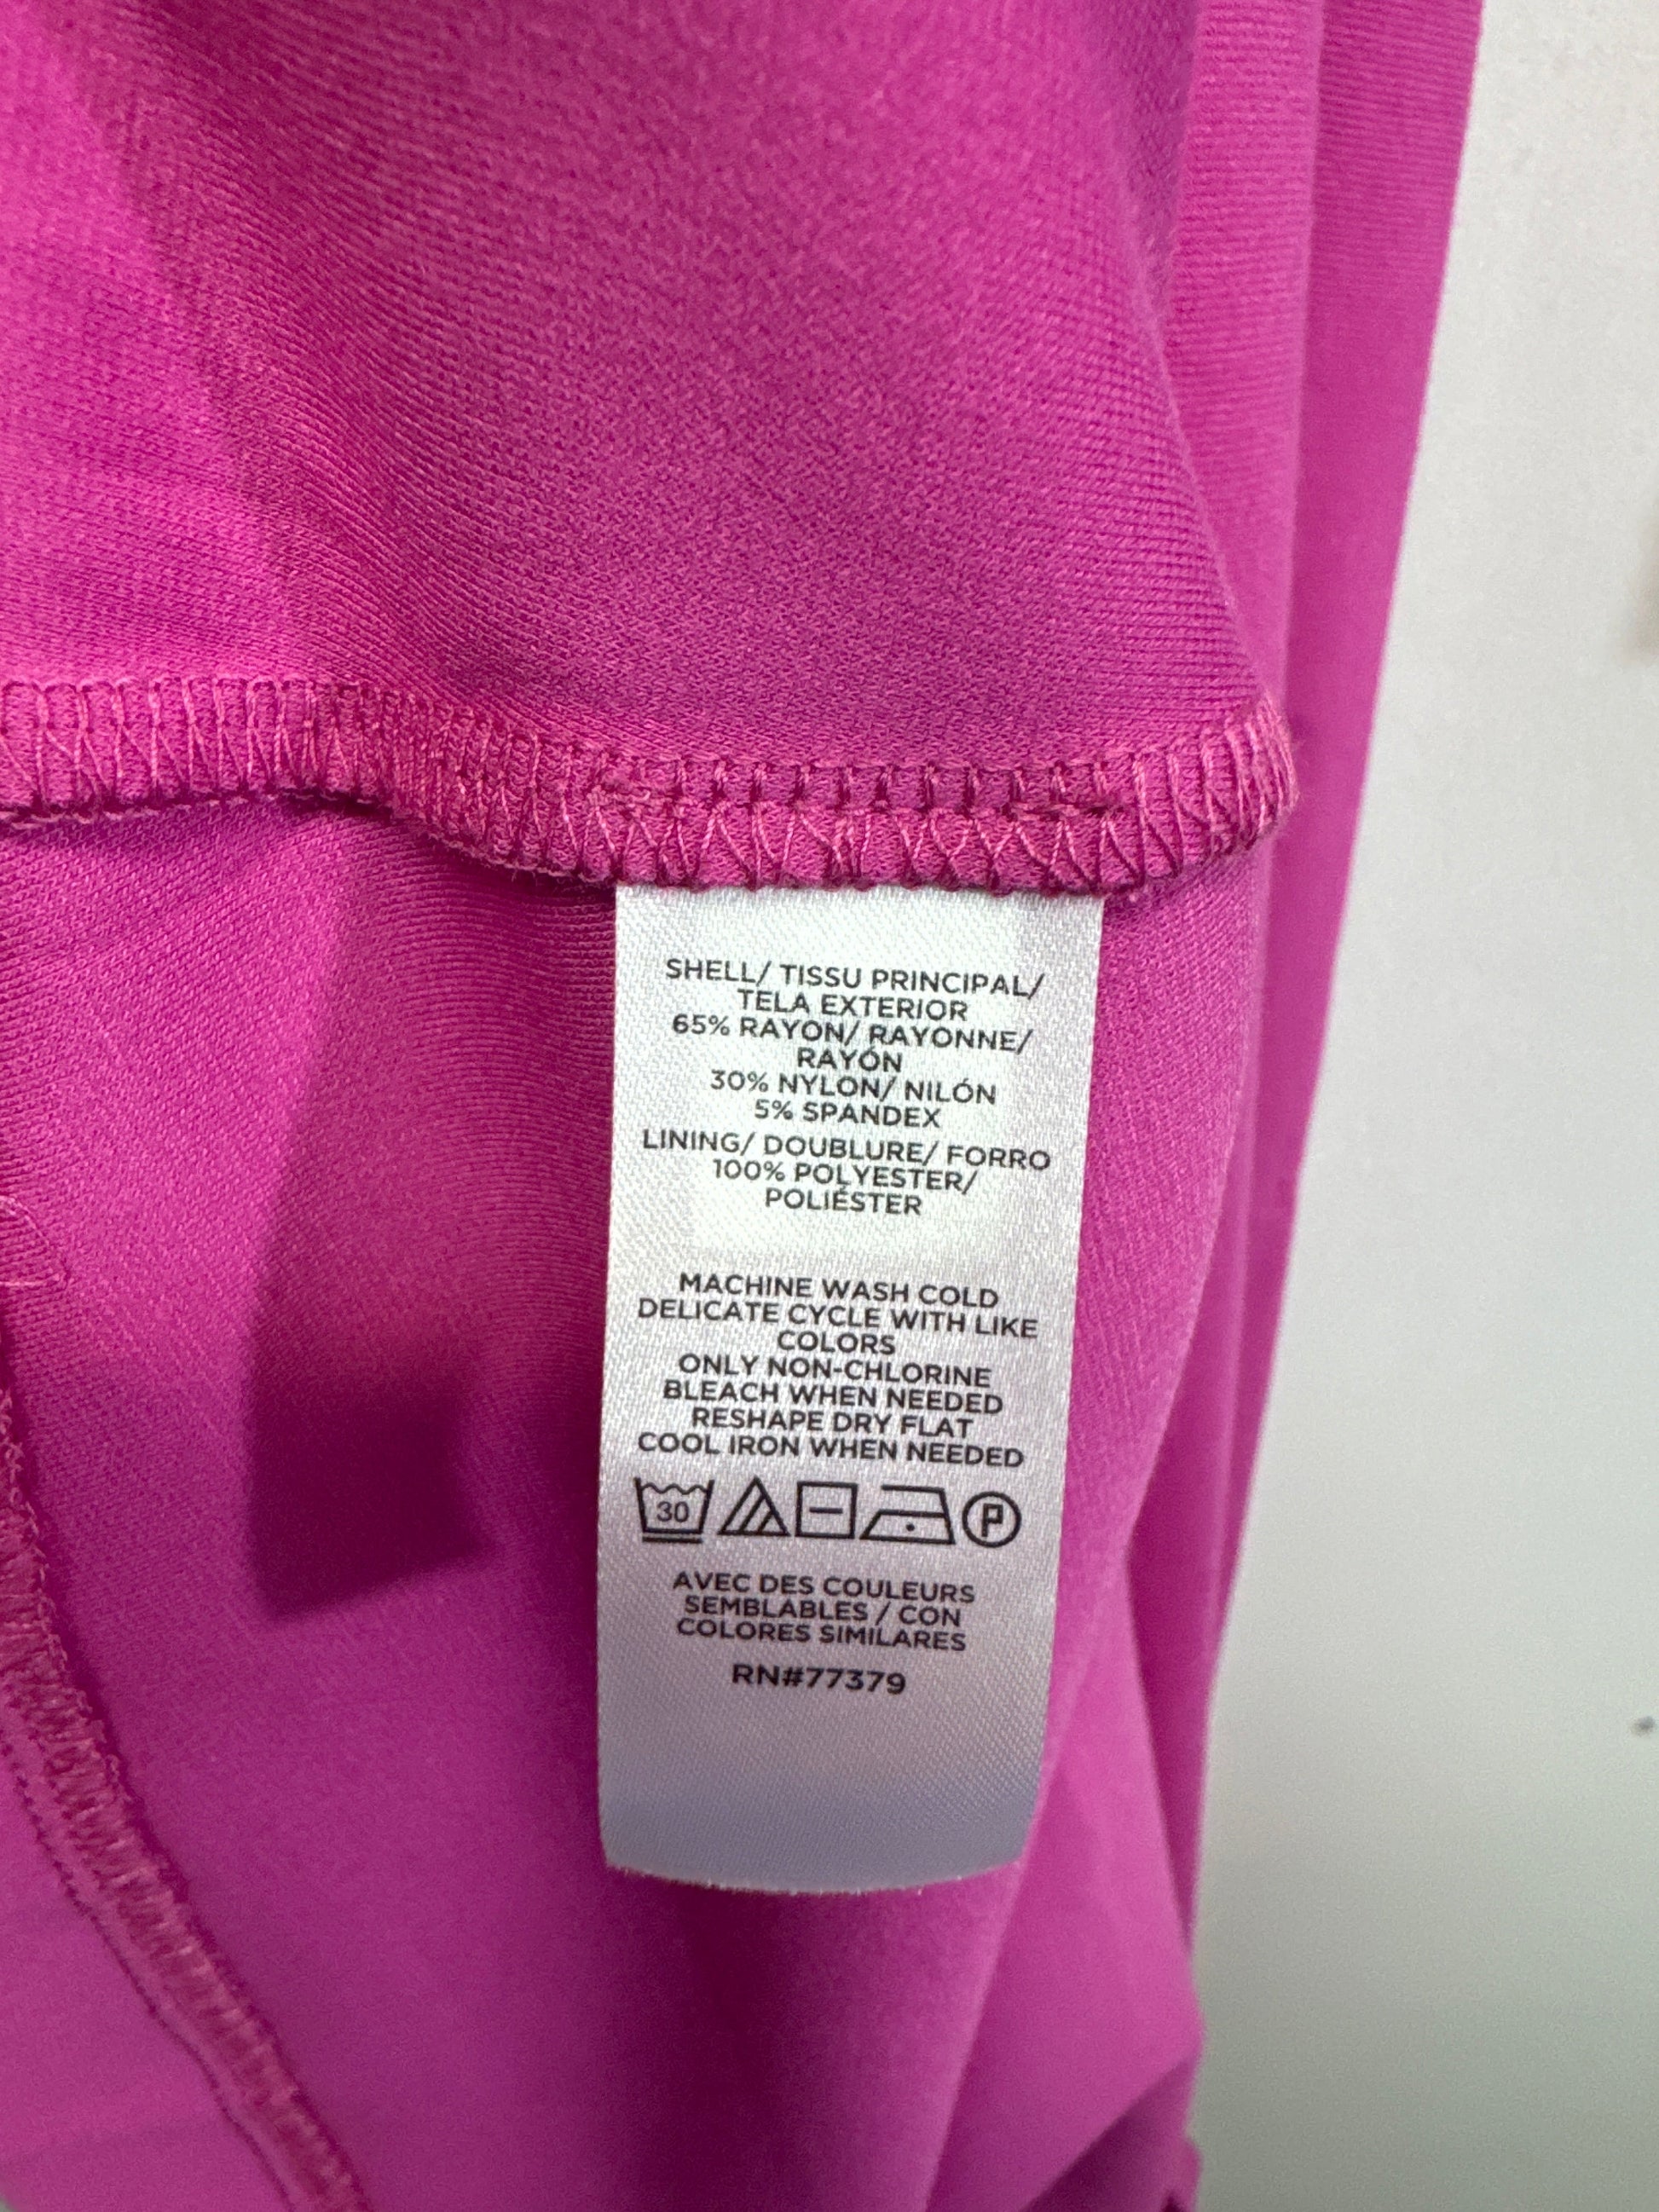 SHELL/ TISSU PRINCIPAL/
TELA EXTERIOR
65% RAYON/ RAYONNE/
RAYÓN
30% NYLON/ NILÓN
5% SPANDEX
LINING/ DOUBLURE/ FORRO
100% POLYESTER/
POLIÉSTER
MACHINE WASH COLD
DELICATE CYCLE WITH LIKE
COLORS
ONLY NON-CHLORINE
BLEACH WHEN NEEDED
RESHAPE DRY FLAT
COOL IRON WHEN NEEDED
30 P
AVEC DES COULEURS
SEMBLABLES / CON
COLORES SIMILARES
RN#77379